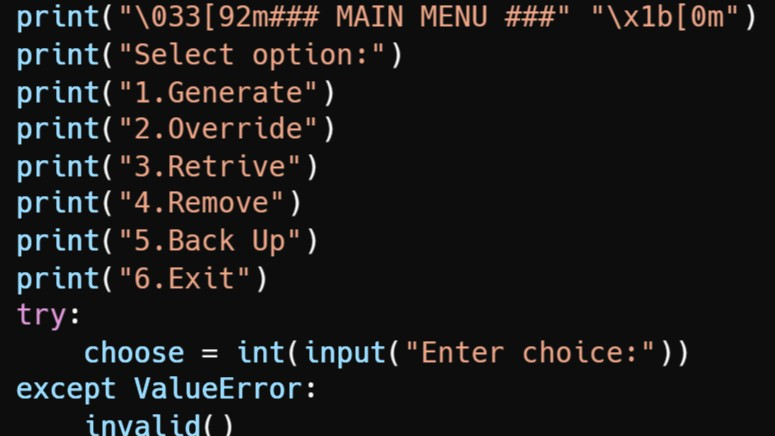 print("\033[92m### MAIN MENU ###" "\x1b[0m")
print("Select option:")
print("1.Generate")
print("2.Override")
print("3.Retrive")
print("4.Remove")
print("5.Back Up")
print("6.Exit")
try:
    choose = int(input("Enter choice:"))
except ValueError:
    invalid()